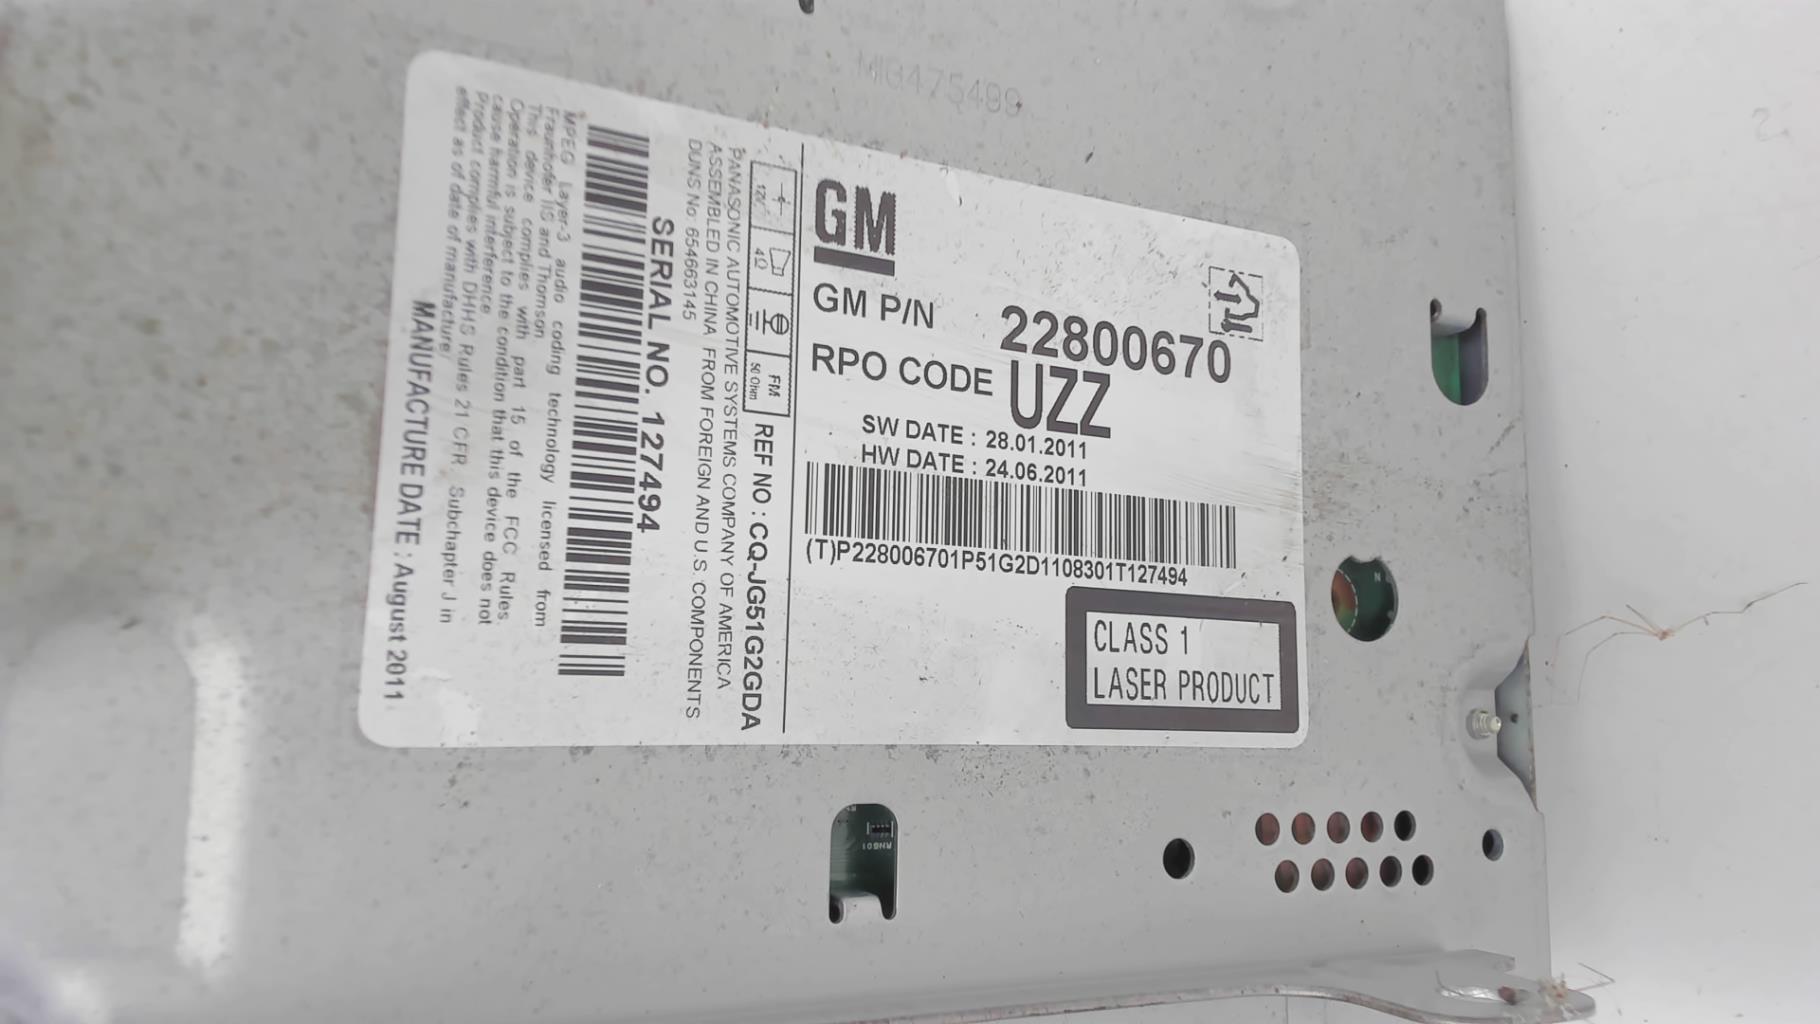 MIG475499
GM
GM P/N 22800670
RPO CODE UZZ
SW DATE : 28.01.2011
HW DATE : 24.06.2011
(T)P228006701P51G2D1108301T127494
CLASS 1
LASER PRODUCT
12V 4Ω FM 50 Ohm
REF NO : CQ-JG51G2GDA
PANASONIC AUTOMOTIVE SYSTEMS COMPANY OF AMERICA
ASSEMBLED IN CHINA FROM FOREIGN AND U.S. COMPONENTS
DUNS No: 654663145
SERIAL NO. 127494
MPEG Layer-3 audio coding technology licensed from
Fraunhofer IIS and Thomson
This device complies with part 15 of the FCC Rules.
Operation is subject to the condition that this device does not
cause harmful interference
Product complies with DHHS Rules 21 CFR Subchapter J in
effect as of date of manufacture.
MANUFACTURE DATE : August 2011
RN601